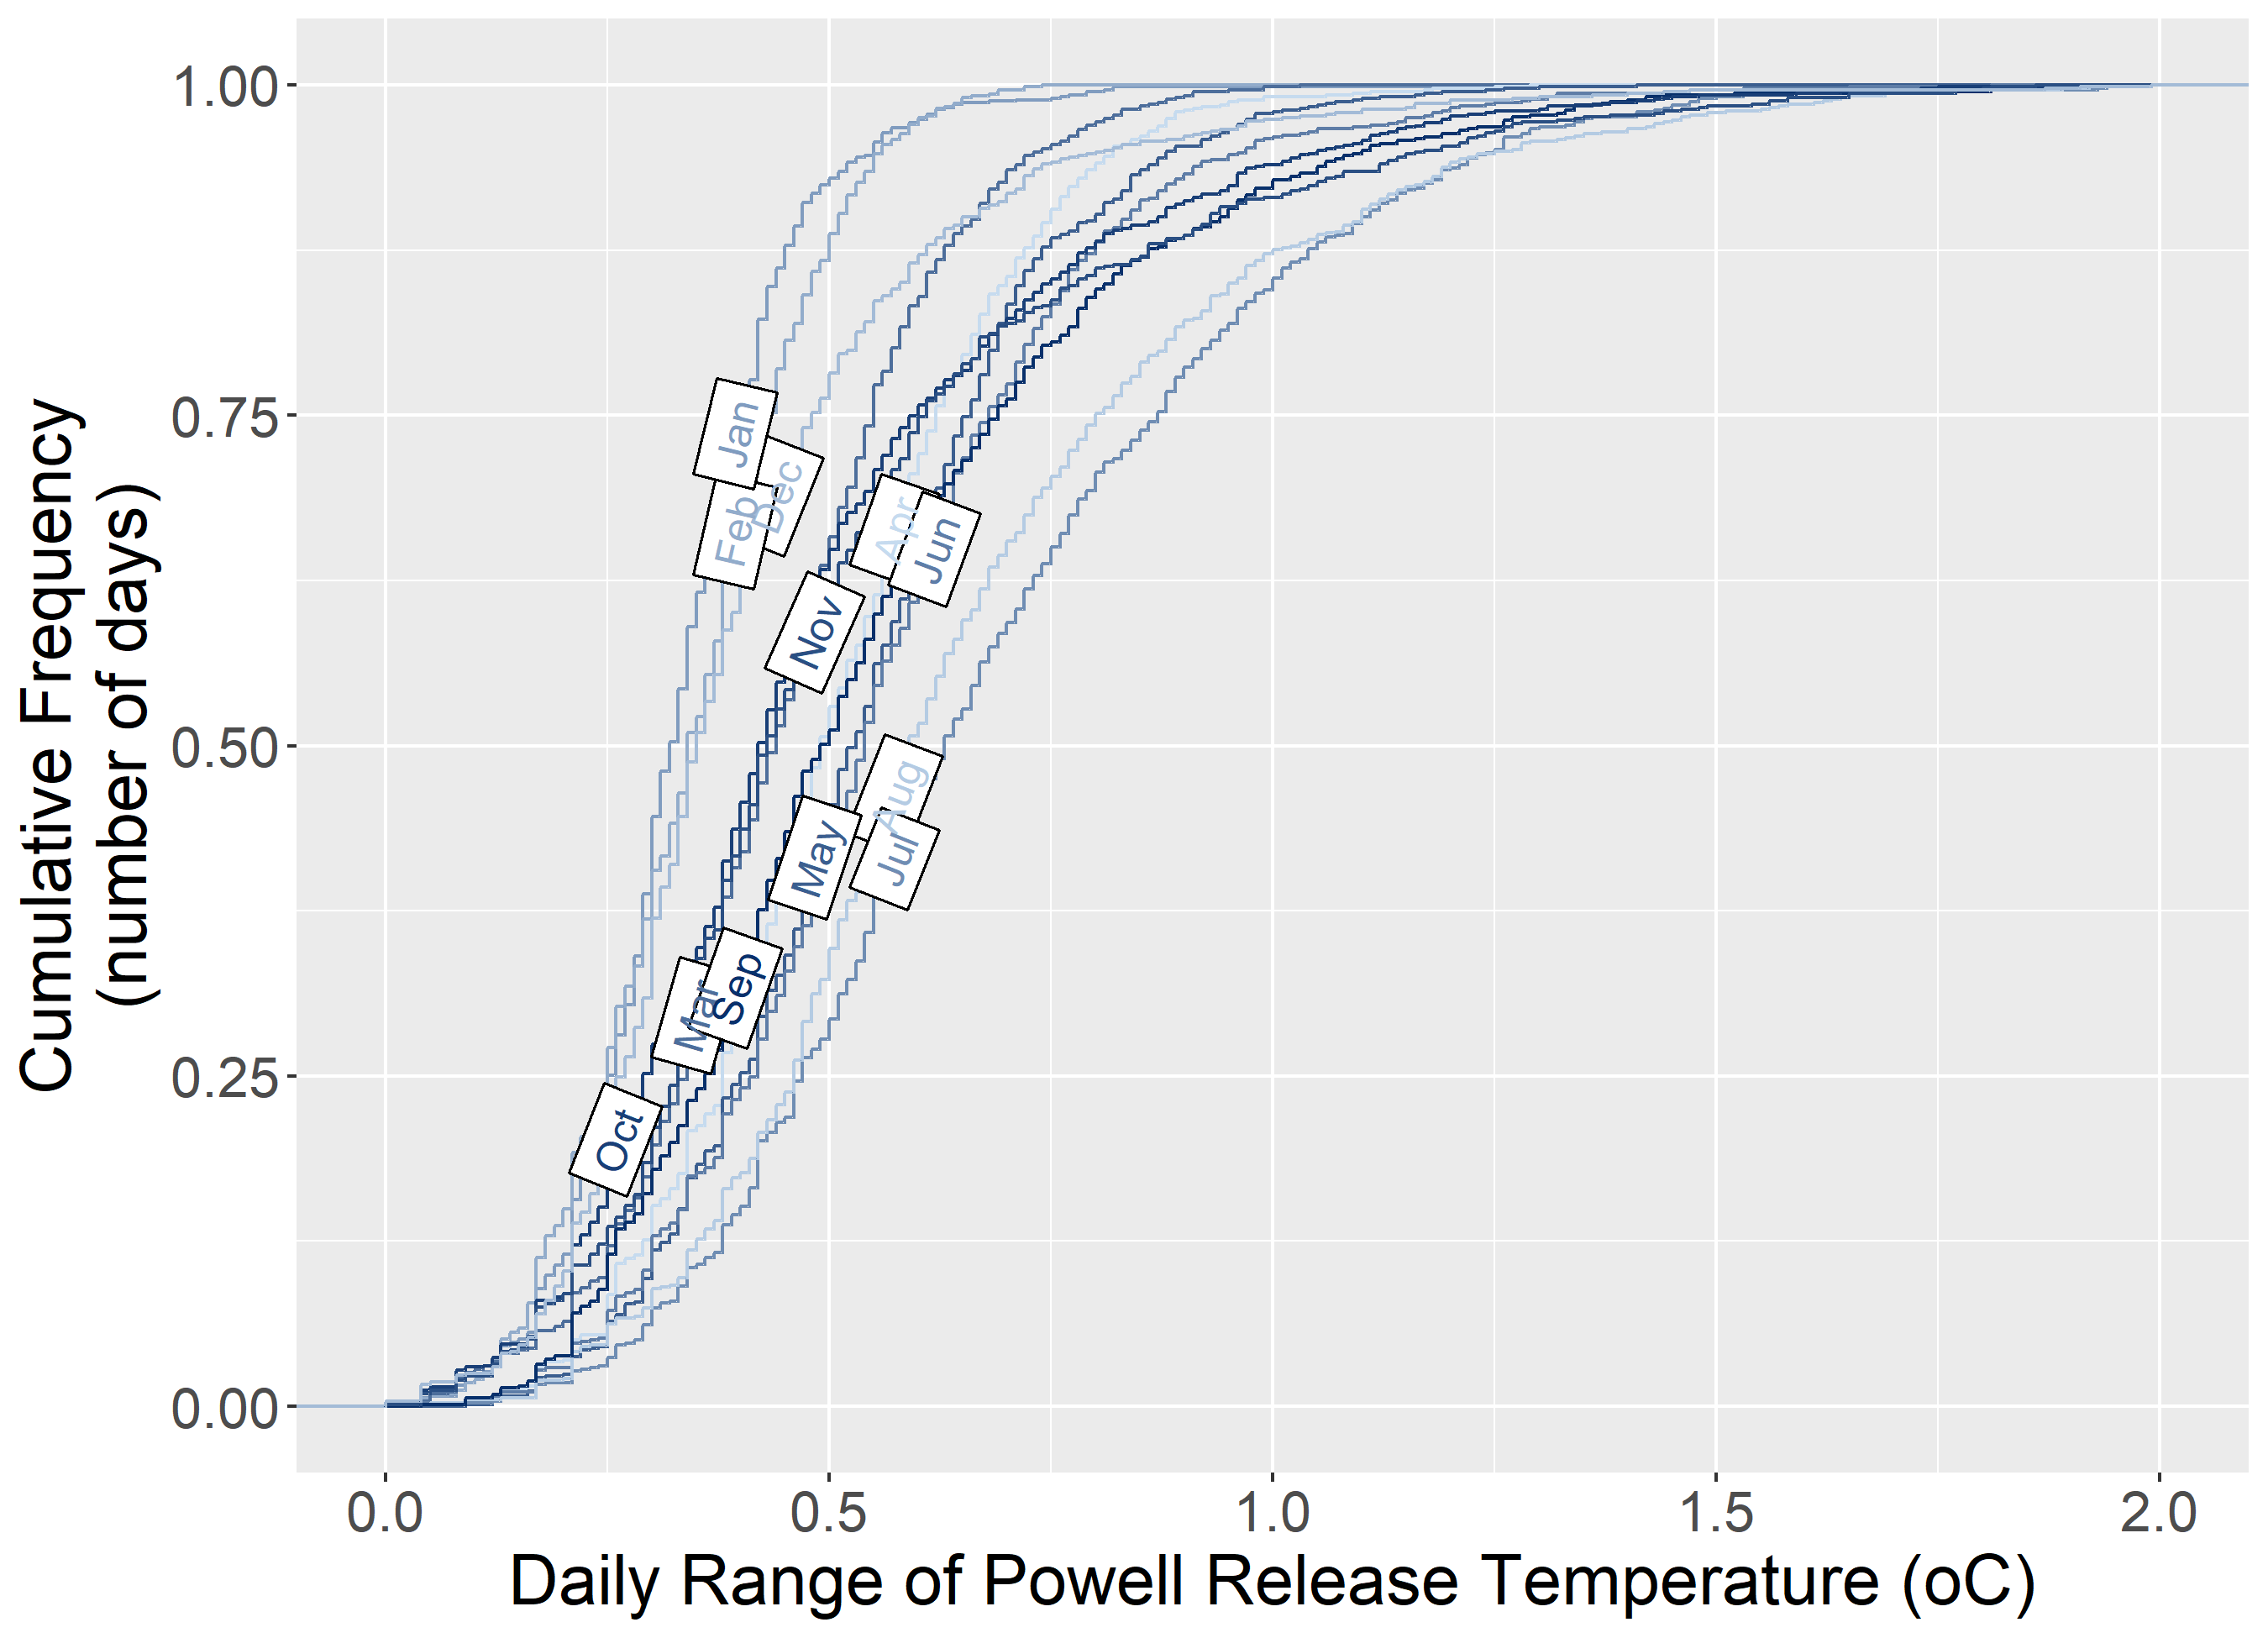 1.00
0.75
0.50
0.25
0.00
Cumulative Frequency
(number of days)
Jan
Dec
Feb
Apr
Jun
Nov
Aug
May
Jul
Sep
Mar
Oct
0.0 0.5 1.0 1.5 2.0
Daily Range of Powell Release Temperature (oC)